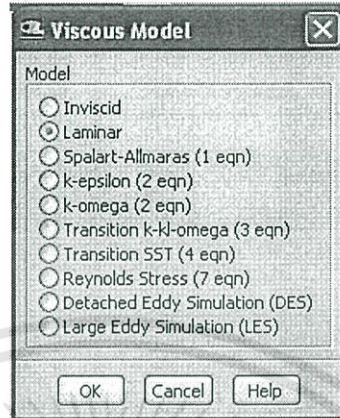 Viscous Model
Model
Inviscid
Laminar
Spalart-Allmaras (1 eqn)
k-epsilon (2 eqn)
k-omega (2 eqn)
Transition k-kl-omega (3 eqn)
Transition SST (4 eqn)
Reynolds Stress (7 eqn)
Detached Eddy Simulation (DES)
Large Eddy Simulation (LES)
OK Cancel Help